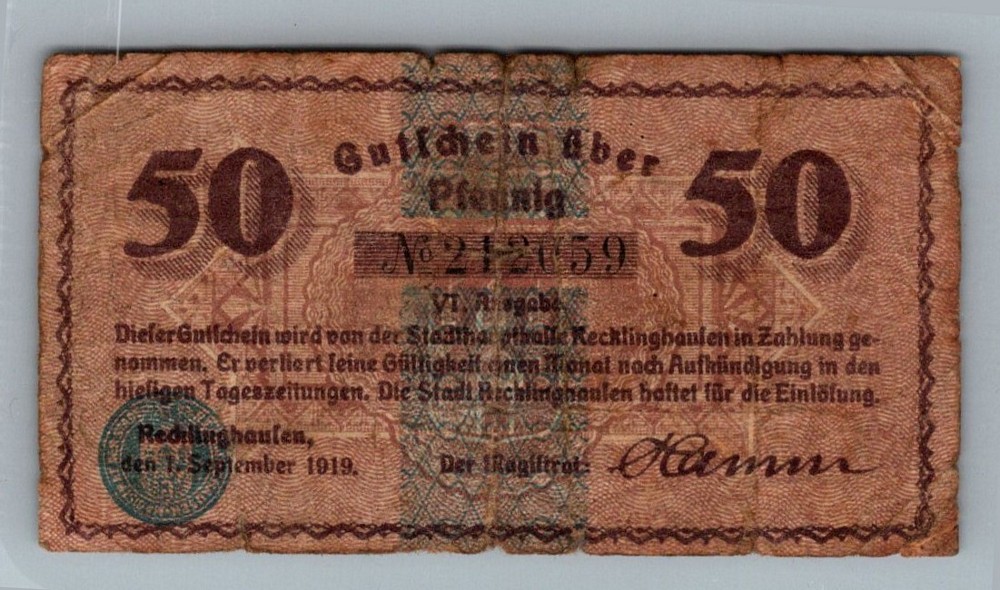 50
Gutschein über
Pfennig
50
No
VI. Ausgabe.
Dieser Gutschein wird von der Stadthauptkasse Recklinghausen in Zahlung ge-
nommen. Er verliert seine Gültigkeit einen Monat nach Aufkündigung in den
hiesigen Tageszeitungen. Die Stadt Recklinghausen haftet für die Einlösung.
Recklinghausen,
den 1. September 1919.
Der Magistrat:
Hamm